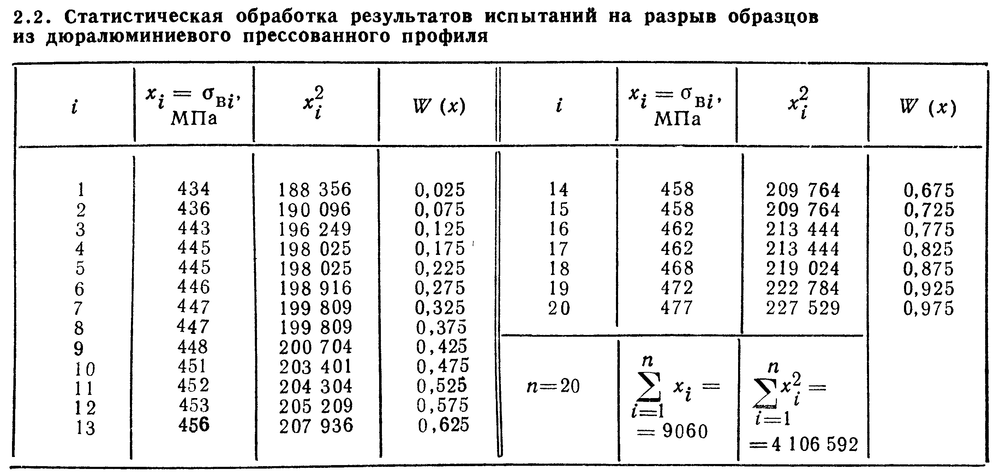 2.2. Статистическая обработка результатов испытаний на разрыв образцов
из дюралюминиевого прессованного профиля
i | x_i = σ_вi, МПа | x_i^2 | W (x) | i | x_i = σ_вi, МПа | x_i^2 | W (x)
1 | 434 | 188 356 | 0,025 | 14 | 458 | 209 764 | 0,675
2 | 436 | 190 096 | 0,075 | 15 | 458 | 209 764 | 0,725
3 | 443 | 196 249 | 0,125 | 16 | 462 | 213 444 | 0,775
4 | 445 | 198 025 | 0,175 | 17 | 462 | 213 444 | 0,825
5 | 445 | 198 025 | 0,225 | 18 | 468 | 219 024 | 0,875
6 | 446 | 198 916 | 0,275 | 19 | 472 | 222 784 | 0,925
7 | 447 | 199 809 | 0,325 | 20 | 477 | 227 529 | 0,975
8 | 447 | 199 809 | 0,375
9 | 448 | 200 704 | 0,425
10 | 451 | 203 401 | 0,475
11 | 452 | 204 304 | 0,525
12 | 453 | 205 209 | 0,575
13 | 456 | 207 936 | 0,625
n=20 | ∑_{i=1}^{n} x_i = = 9060 | ∑_{i=1}^{n} x_i^2 = =4 106 592